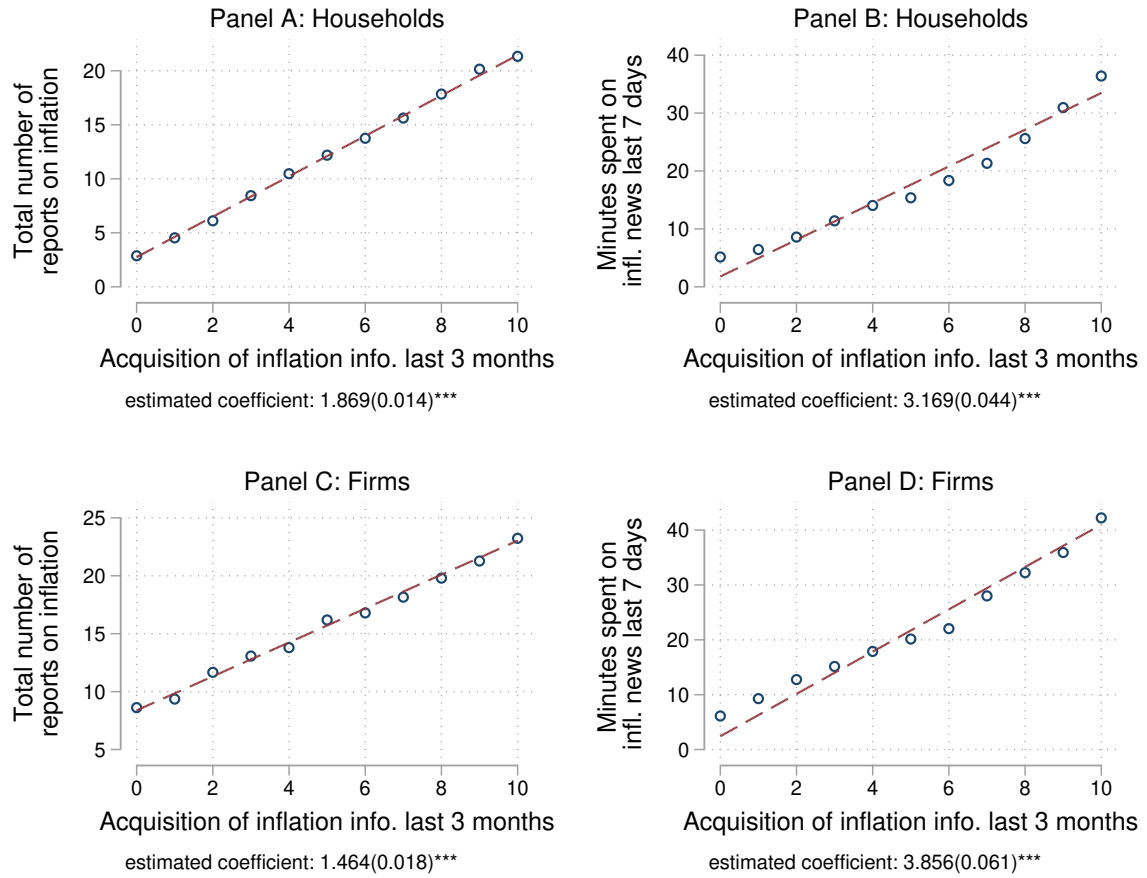 Panel A: Households
Total number of
reports on inflation
20
15
10
5
0
0 2 4 6 8 10
Acquisition of inflation info. last 3 months
estimated coefficient: 1.869(0.014)***
Panel B: Households
Minutes spent on
infl. news last 7 days
40
30
20
10
0
0 2 4 6 8 10
Acquisition of inflation info. last 3 months
estimated coefficient: 3.169(0.044)***
Panel C: Firms
Total number of
reports on inflation
25
20
15
10
5
0 2 4 6 8 10
Acquisition of inflation info. last 3 months
estimated coefficient: 1.464(0.018)***
Panel D: Firms
Minutes spent on
infl. news last 7 days
40
30
20
10
0
0 2 4 6 8 10
Acquisition of inflation info. last 3 months
estimated coefficient: 3.856(0.061)***